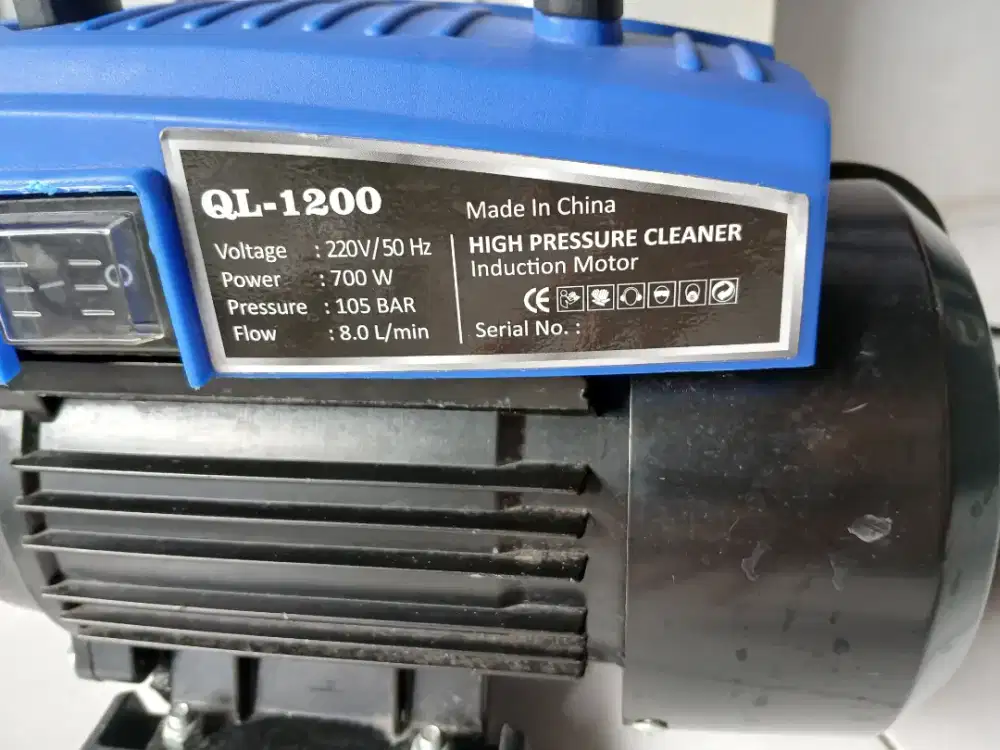 QL-1200
Voltage : 220V/50 Hz
Power : 700 W
Pressure : 105 BAR
Flow : 8.0 L/min
Made In China
HIGH PRESSURE CLEANER
Induction Motor
CE
Serial No. :